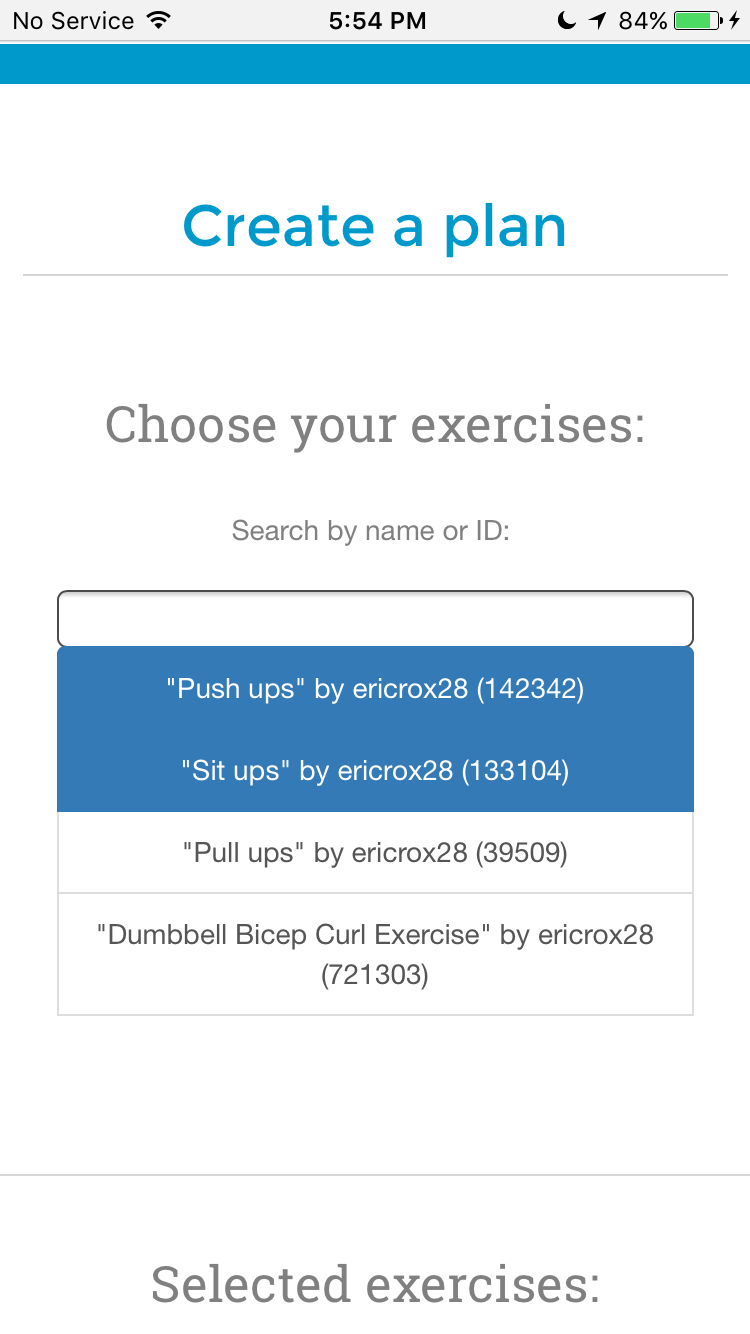 No Service 5:54 PM 84%
Create a plan
Choose your exercises:
Search by name or ID:
"Push ups" by ericrox28 (142342)
"Sit ups" by ericrox28 (133104)
"Pull ups" by ericrox28 (39509)
"Dumbbell Bicep Curl Exercise" by ericrox28
(721303)
Selected exercises: